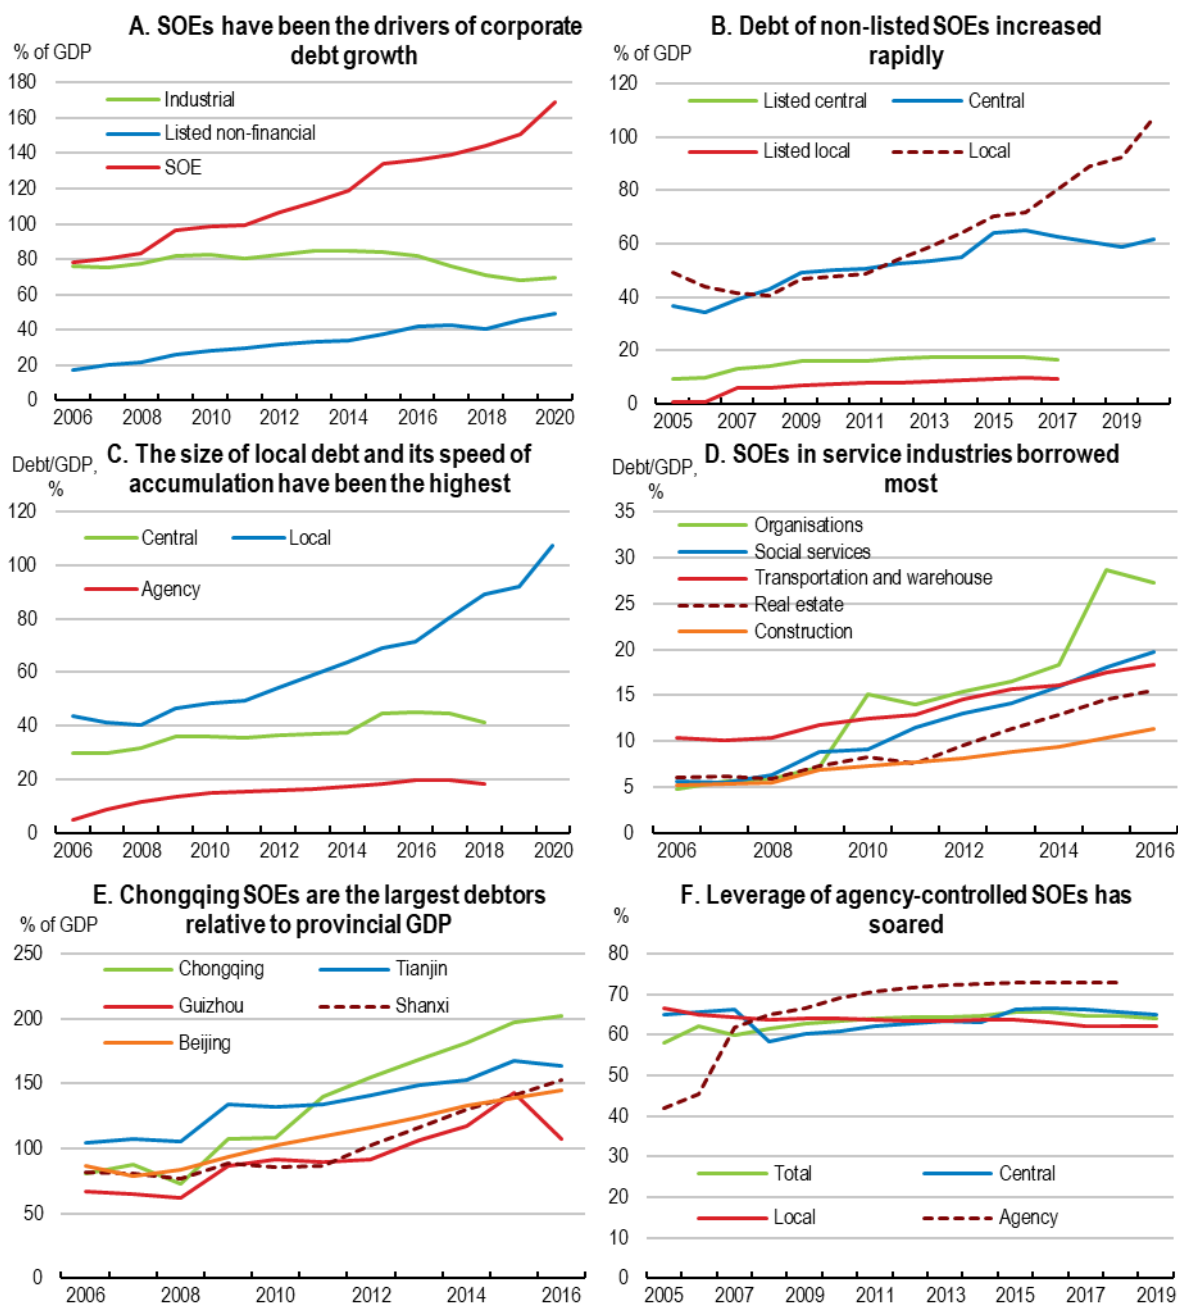 A. SOEs have been the drivers of corporate
debt growth
% of GDP
180
160
140
120
100
80
60
40
20
0
Industrial
Listed non-financial
SOE
2006 2008 2010 2012 2014 2016 2018 2020
B. Debt of non-listed SOEs increased
rapidly
% of GDP
120
100
80
60
40
20
0
Listed central Central
Listed local Local
2005 2007 2009 2011 2013 2015 2017 2019
C. The size of local debt and its speed of
accumulation have been the highest
Debt/GDP,
%
120
100
80
60
40
20
0
Central Local
Agency
2006 2008 2010 2012 2014 2016 2018 2020
D. SOEs in service industries borrowed
most
Debt/GDP,
%
35
30
25
20
15
10
5
0
Organisations
Social services
Transportation and warehouse
Real estate
Construction
2006 2008 2010 2012 2014 2016
E. Chongqing SOEs are the largest debtors
relative to provincial GDP
% of GDP
250
200
150
100
50
0
Chongqing Tianjin
Guizhou Shanxi
Beijing
2006 2008 2010 2012 2014 2016
F. Leverage of agency-controlled SOEs has
soared
%
80
70
60
50
40
30
20
10
0
Total Central
Local Agency
2005 2007 2009 2011 2013 2015 2017 2019